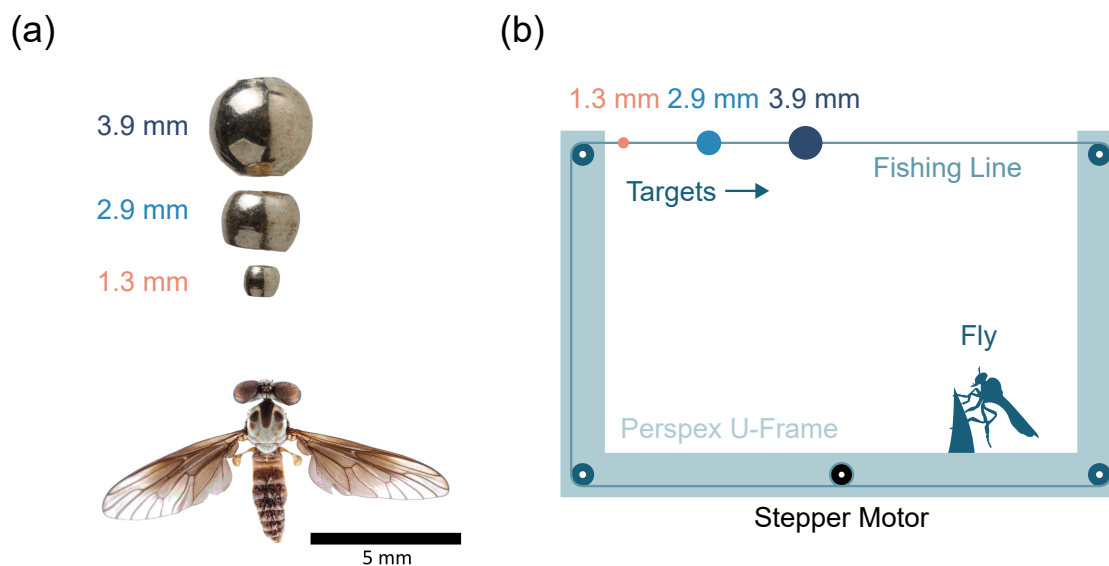 (a)
3.9 mm
2.9 mm
1.3 mm
5 mm
(b)
1.3 mm 2.9 mm 3.9 mm
Fishing Line
Targets
Fly
Perspex U-Frame
Stepper Motor